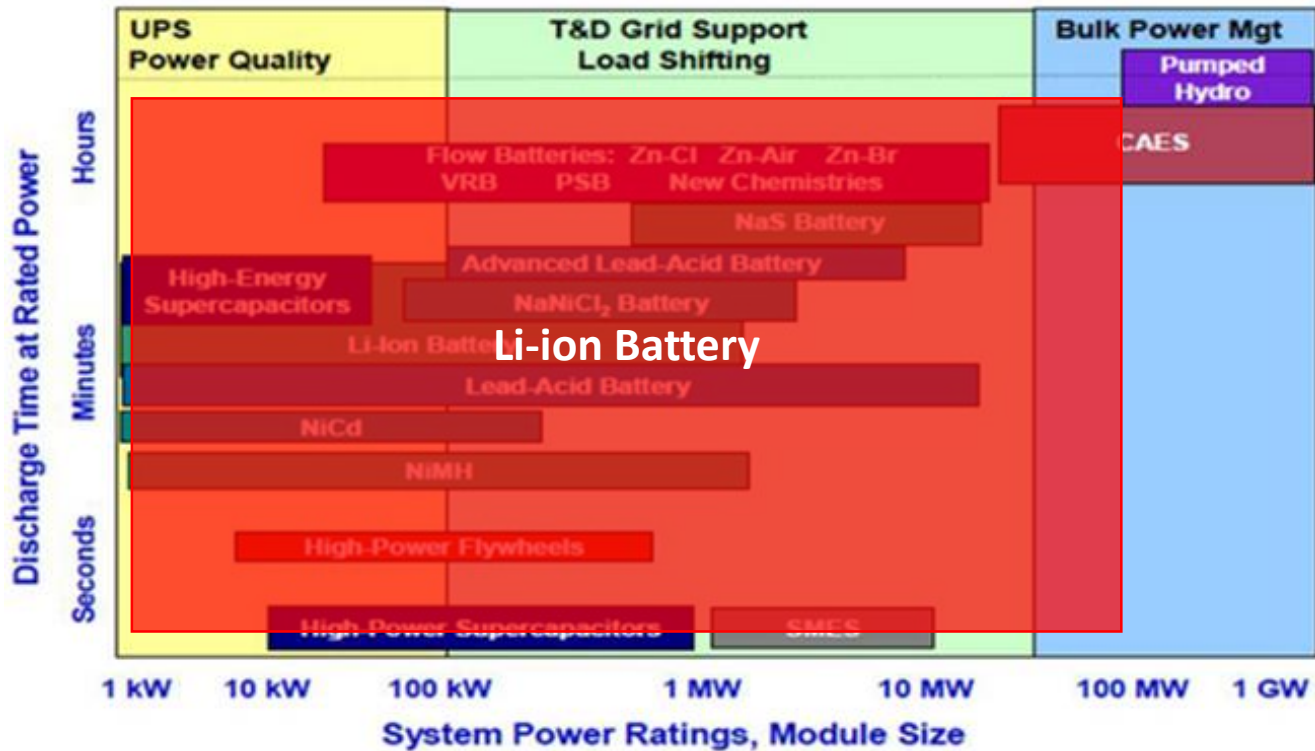 UPS
Power Quality
T&D Grid Support
Load Shifting
Bulk Power Mgt
Pumped
Hydro
CAES
Flow Batteries: Zn-Cl Zn-Air Zn-Br
VRB PSB New Chemistries
NaS Battery
Advanced Lead-Acid Battery
High-Energy
Supercapacitors
NaNiCl₂ Battery
Li-Ion Battery
Li-ion Battery
Lead-Acid Battery
NiCd
NiMH
High-Power Flywheels
High-Power Supercapacitors
SMES
Discharge Time at Rated Power
Hours
Minutes
Seconds
1 kW 10 kW 100 kW 1 MW 10 MW 100 MW 1 GW
System Power Ratings, Module Size